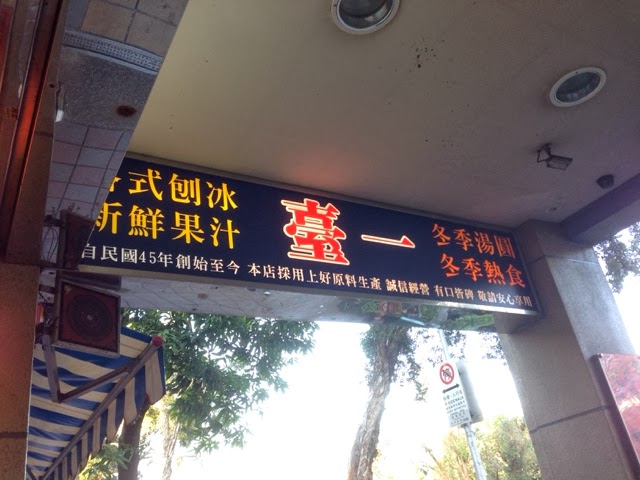 各式刨冰
新鮮果汁
臺一
冬季湯圓
冬季熱食
自民國45年創始至今 本店採用上好原料生產 誠信經營 有口皆碑 敬請安心享用